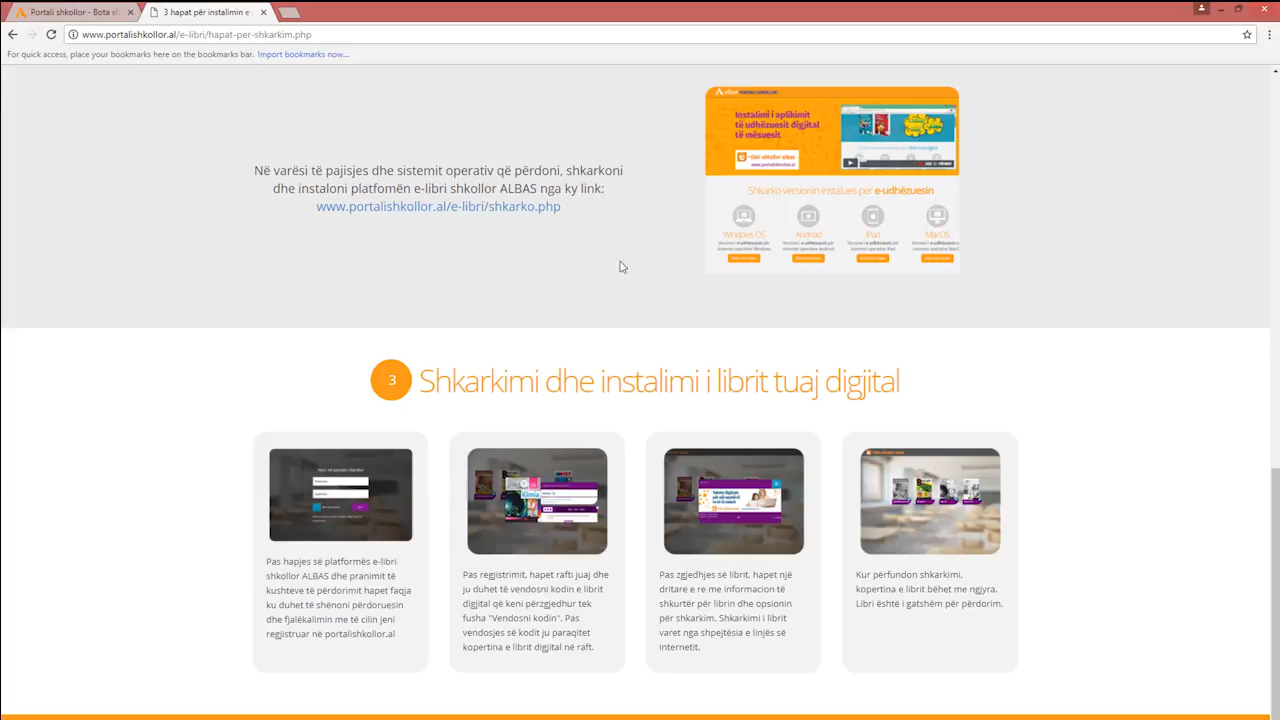 Portali shkollor - Bota sh
3 hapat për instalimin e
www.portalishkollor.al/e-libri/hapat-per-shkarkim.php
For quick access, place your bookmarks here on the bookmarks bar. Import bookmarks now...
Në varësi të pajisjes dhe sistemit operativ që përdoni, shkarkoni
dhe instaloni platfomën e-libri shkollor ALBAS nga ky link:
www.portalishkollor.al/e-libri/shkarko.php
Instalimi i aplikimit
të udhëzuesit digjital
të mësuesit
e-libri shkollor albas
www.portalishkollor.al
Shkarko versionin instalues për e-udhëzuesin
Windows OS
Android
iPad
MacOS
3 Shkarkimi dhe instalimi i librit tuaj digjital
Pas hapjes së platformës e-libri
shkollor ALBAS dhe pranimit të
kushteve të përdorimit hapet faqja
ku duhet të shënoni përdoruesin
dhe fjalëkalimin me të cilin jeni
regjistruar në portalishkollor.al
Pas regjistrimit, hapet rafti juaj dhe
ju duhet të vendosni kodin e librit
digjital që keni përzgjedhur tek
fusha "Vendosni kodin". Pas
vendosjes së kodit ju paraqitet
kopertina e librit digjital në raft.
Pas zgjedhjes së librit, hapet një
dritare e re me informacion të
shkurtër për librin dhe opsionin
për shkarkim. Shkarkimi i librit
varet nga shpejtësia e linjës së
internetit.
Kur përfundon shkarkimi,
kopertina e librit bëhet me ngjyra.
Libri është i gatshëm për përdorim.